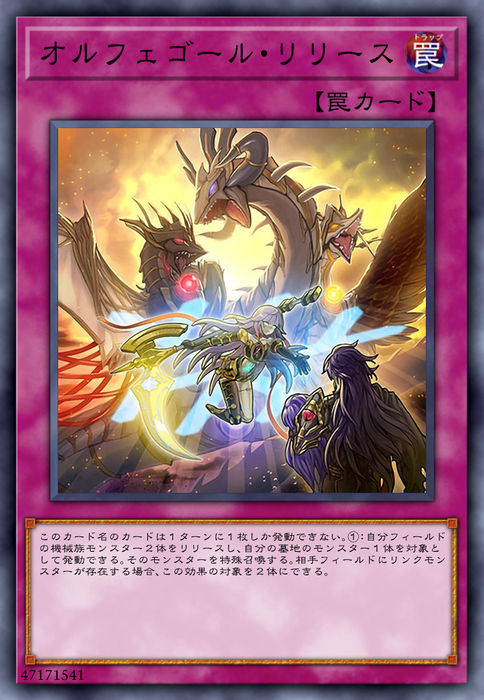 オルフェゴール・リリース
トラップ
罠
【罠カード】
このカード名のカードは１ターンに１枚しか発動できない。①:自分フィールド
の機械族モンスター２体をリリースし、自分の墓地のモンスター１体を対象と
して発動できる。そのモンスターを特殊召喚する。相手フィールドにリンクモン
スターが存在する場合、この効果の対象を２体にできる。
47171541